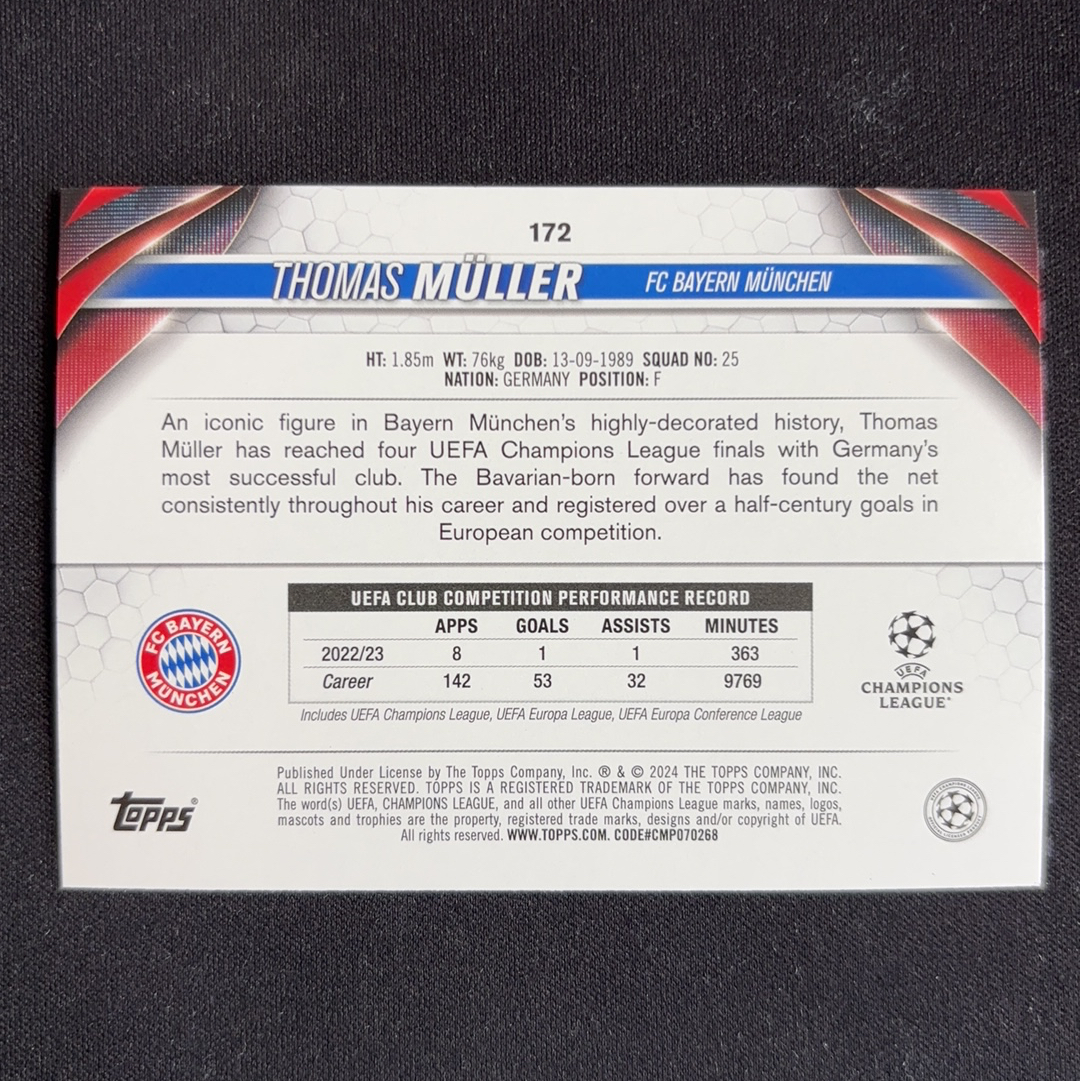 172
THOMAS MÜLLER FC BAYERN MÜNCHEN
HT: 1.85m WT: 76kg DOB: 13-09-1989 SQUAD NO: 25
NATION: GERMANY POSITION: F
An iconic figure in Bayern München's highly-decorated history, Thomas
Müller has reached four UEFA Champions League finals with Germany's
most successful club. The Bavarian-born forward has found the net
consistently throughout his career and registered over a half-century goals in
European competition.
FC BAYERN MÜNCHEN
UEFA CLUB COMPETITION PERFORMANCE RECORD
APPS GOALS ASSISTS MINUTES
2022/23 8 1 1 363
Career 142 53 32 9769
Includes UEFA Champions League, UEFA Europa League, UEFA Europa Conference League
UEFA
CHAMPIONS
LEAGUE
topps®
Published Under License by The Topps Company, Inc. ® & © 2024 THE TOPPS COMPANY, INC.
ALL RIGHTS RESERVED. TOPPS IS A REGISTERED TRADEMARK OF THE TOPPS COMPANY, INC.
The word(s) UEFA, CHAMPIONS LEAGUE, and all other UEFA Champions League marks, names, logos,
mascots and trophies are the property, registered trade marks, designs and/or copyright of UEFA.
All rights reserved. WWW.TOPPS.COM. CODE#CMP070268